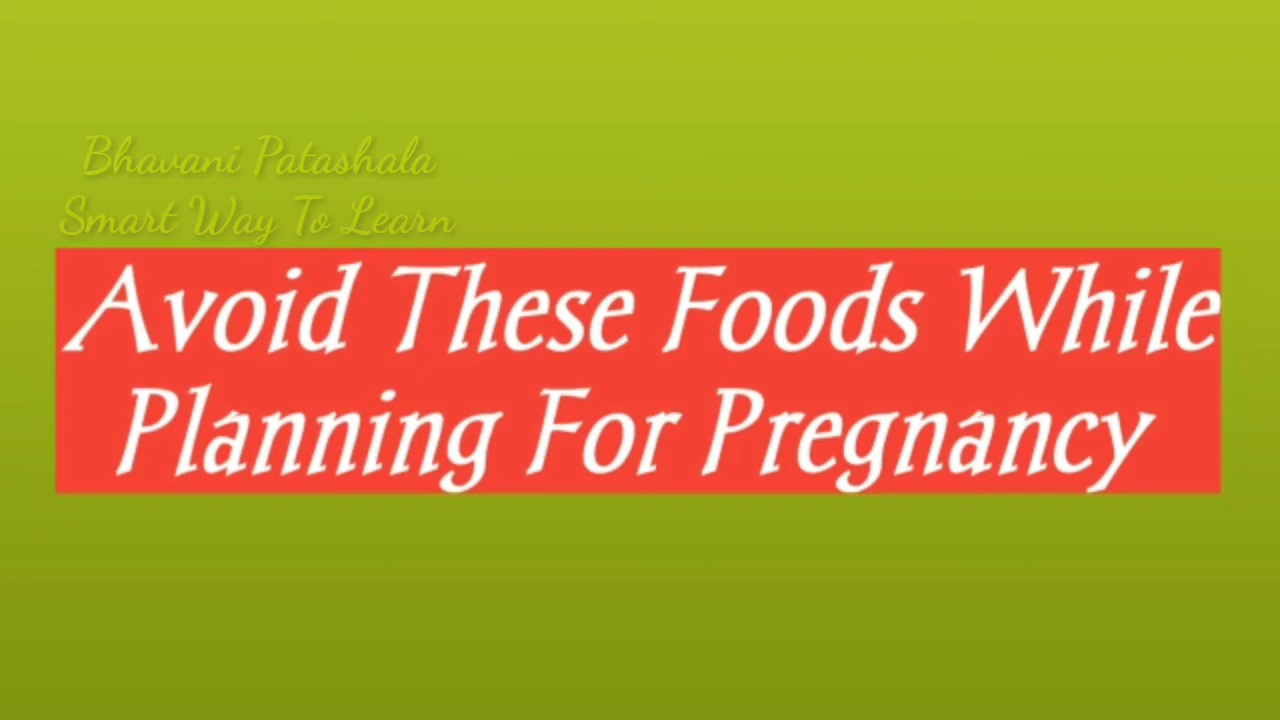 Bhavani Patashala
Smart Way To Learn
Avoid These Foods While
Planning For Pregnancy